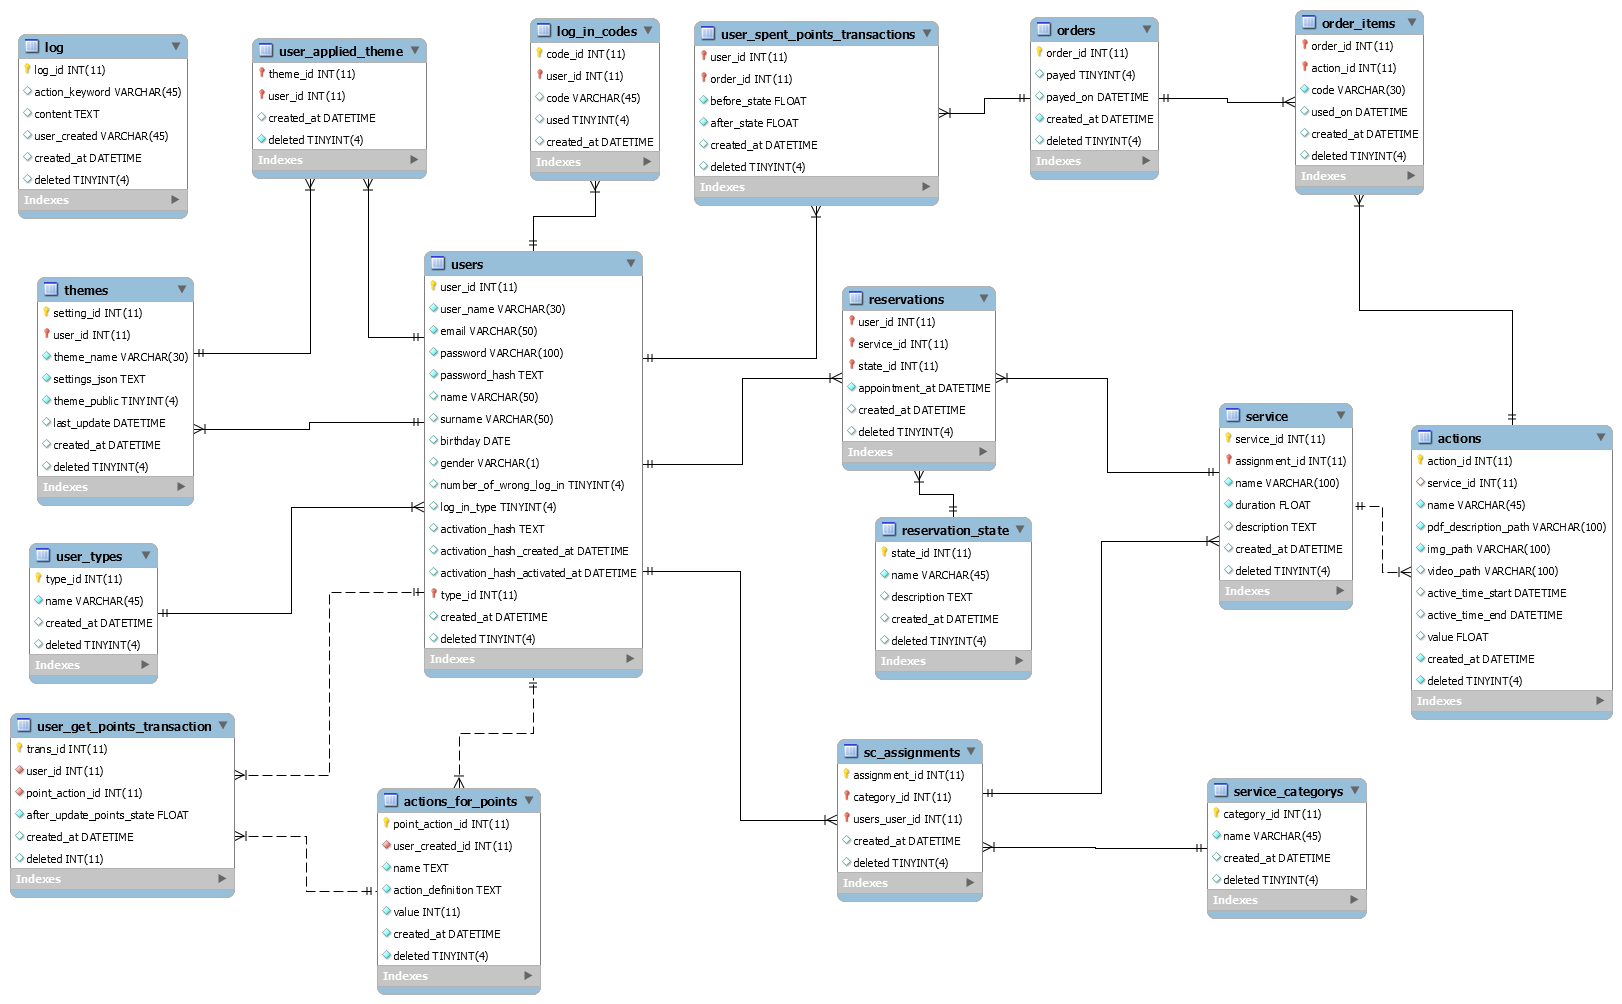 log
log_id INT(11)
action_keyword VARCHAR(45)
content TEXT
user_created VARCHAR(45)
created_at DATETIME
deleted TINYINT(4)
Indexes
user_applied_theme
theme_id INT(11)
user_id INT(11)
created_at DATETIME
deleted TINYINT(4)
Indexes
log_in_codes
code_id INT(11)
user_id INT(11)
code VARCHAR(45)
used TINYINT(4)
created_at DATETIME
Indexes
user_spent_points_transactions
user_id INT(11)
order_id INT(11)
before_state FLOAT
after_state FLOAT
created_at DATETIME
deleted TINYINT(4)
Indexes
orders
order_id INT(11)
payed TINYINT(4)
payed_on DATETIME
created_at DATETIME
deleted TINYINT(4)
Indexes
order_items
order_id INT(11)
action_id INT(11)
code VARCHAR(30)
used_on DATETIME
created_at DATETIME
deleted TINYINT(4)
Indexes
themes
setting_id INT(11)
user_id INT(11)
theme_name VARCHAR(30)
settings_json TEXT
theme_public TINYINT(4)
last_update DATETIME
created_at DATETIME
deleted TINYINT(4)
Indexes
users
user_id INT(11)
user_name VARCHAR(30)
email VARCHAR(50)
password VARCHAR(100)
password_hash TEXT
name VARCHAR(50)
surname VARCHAR(50)
birthday DATE
gender VARCHAR(1)
number_of_wrong_log_in TINYINT(4)
log_in_type TINYINT(4)
activation_hash TEXT
activation_hash_created_at DATETIME
activation_hash_activated_at DATETIME
type_id INT(11)
created_at DATETIME
deleted TINYINT(4)
Indexes
reservations
user_id INT(11)
service_id INT(11)
state_id INT(11)
appointment_at DATETIME
created_at DATETIME
deleted TINYINT(4)
Indexes
service
service_id INT(11)
assignment_id INT(11)
name VARCHAR(100)
duration FLOAT
description TEXT
created_at DATETIME
deleted TINYINT(4)
Indexes
actions
action_id INT(11)
service_id INT(11)
name VARCHAR(45)
pdf_description_path VARCHAR(100)
img_path VARCHAR(100)
video_path VARCHAR(100)
active_time_start DATETIME
active_time_end DATETIME
value FLOAT
created_at DATETIME
deleted TINYINT(4)
Indexes
user_types
type_id INT(11)
name VARCHAR(45)
created_at DATETIME
deleted TINYINT(4)
Indexes
reservation_state
state_id INT(11)
name VARCHAR(45)
description TEXT
created_at DATETIME
deleted TINYINT(4)
Indexes
user_get_points_transaction
trans_id INT(11)
user_id INT(11)
point_action_id INT(11)
after_update_points_state FLOAT
created_at DATETIME
deleted INT(11)
Indexes
actions_for_points
point_action_id INT(11)
user_created_id INT(11)
name TEXT
action_definition TEXT
value INT(11)
created_at DATETIME
deleted TINYINT(4)
Indexes
sc_assignments
assignment_id INT(11)
category_id INT(11)
users_user_id INT(11)
created_at DATETIME
deleted TINYINT(4)
Indexes
service_categorys
category_id INT(11)
name VARCHAR(45)
created_at DATETIME
deleted TINYINT(4)
Indexes